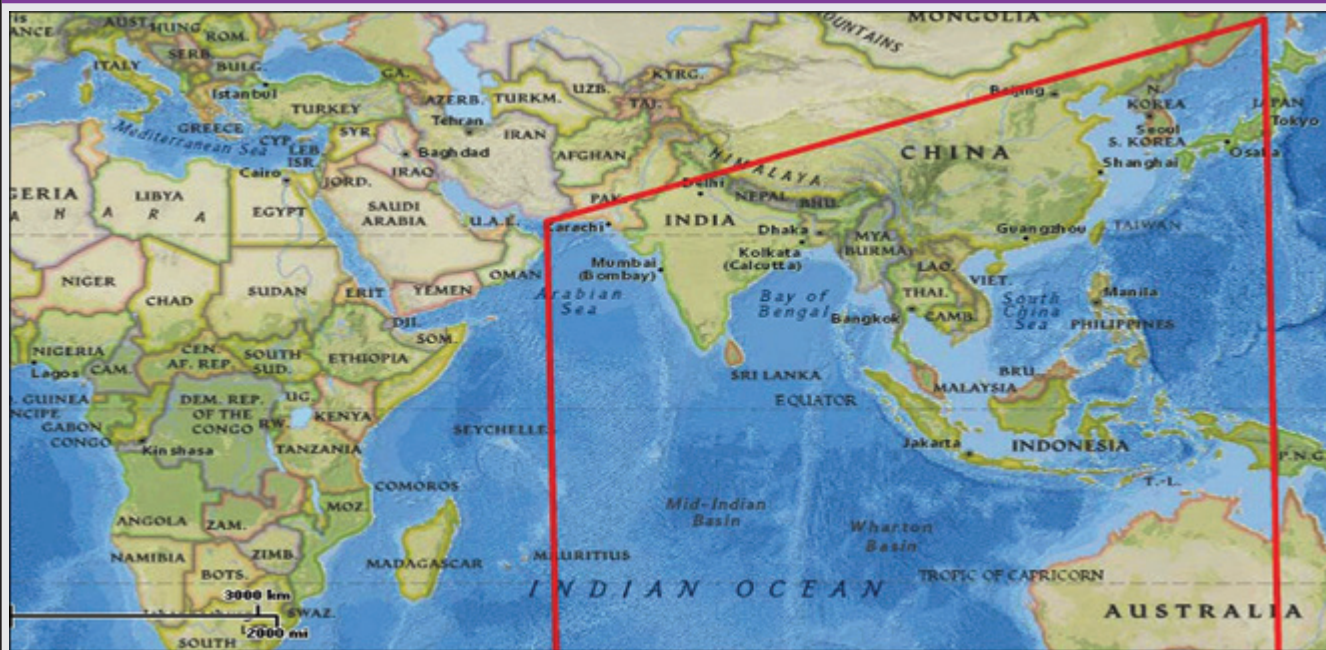 MONGOLIA
AUST.
HUNG.
ROM.
OUNTAINS
ANCE
SERB.
ITALY
BULG.
GA.
KYRG.
UZB.
Istanbul
AZERB.
TURKM.
TAJ.
Beijing
N.
KOREA
JAPAN
TURKEY
Tehran
Tokyo
Mediterranean Sea
GREECE
CYP.
SYR.
IRAN
Seoul
S. KOREA
LEB
ISR.
Baghdad
AFGHAN.
HIMALAYA
CHINA
Osaka
Shanghai
Cairo
JORD.
IRAQ
Delhi
GERIA
LIBYA
PAK.
NEPAL
BHU.
A H A R A
EGYPT
SAUDI
ARABIA
U.A.E.
Karachi
INDIA
Dhaka
Guangzhou
TAIWAN
MYA.
(BURMA)
Kolkata
(Calcutta)
Mumbai
(Bombay)
LAO.
NIGER
OMAN
VIET.
CHAD
SUDAN
ERIT
YEMEN
Arabian
Sea
Bay of
Bengal
THAI.
South
China
Sea
Manila
Bangkok
CAMB.
PHILIPPINES
DJI.
SOM.
NIGERIA
CEN.
AF. REP
SOUTH
SUD.
ETHIOPIA
Lagos
CAM.
SRI LANKA
BRU.
MALAYSIA
UG.
. GUINEA
NCIPE
DEM. REP.
OF THE
CONGO
KENYA
EQUATOR
RW.
GABON
CONGO
SEYCHELLE
Jakarta
INDONESIA
Kinshasa
TANZANIA
P.N.G
T.-L.
COMOROS
MOZ.
Mid-Indian
Basin
ANGOLA
ZAM.
Wharton
Basin
NAMIBIA
ZIMB.
MADAGASCAR
MAURITIUS
BOTS.
INDIAN OCEAN
TROPIC OF CAPRICORN
3000 km
SWAZ.
AUSTRALIA
2000 mi
SOUTH